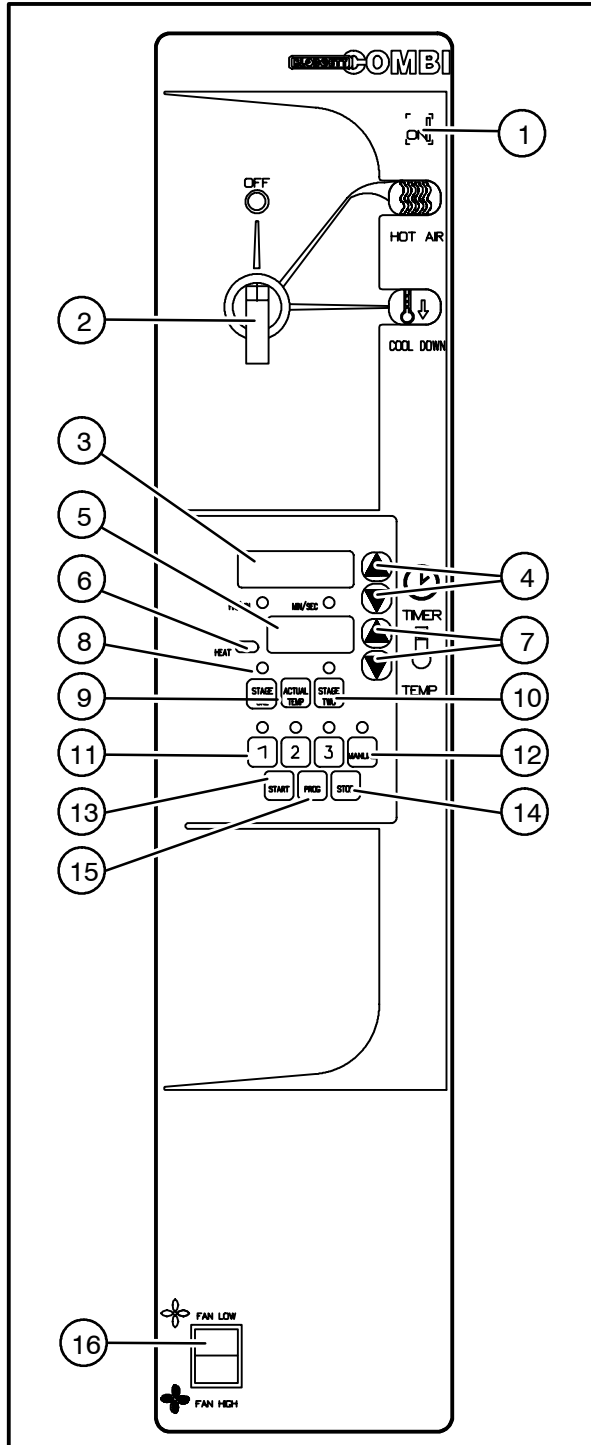 COMBI
ON
1
OFF
HOT AIR
2
COOL DOWN
3
5
4
6
MIN/SEC
TIMER
7
HEAT
8
TEMP
STAGE
ACTUAL
TEMP
STAGE
TWO
9
10
11
1
2
3
12
13
START
PROG
14
15
FAN LOW
16
FAN HIGH